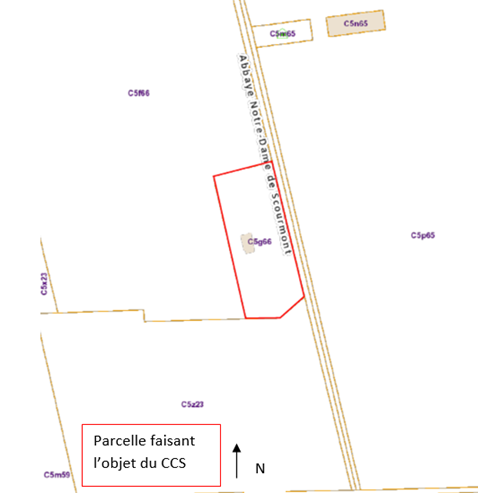 C5m65
C5n65
C5f66
Abbaye Notre-Dame de Scourmont
C5g66
C5p65
C5x23
C5z23
Parcelle faisant
l'objet du CCS
N
C5m59